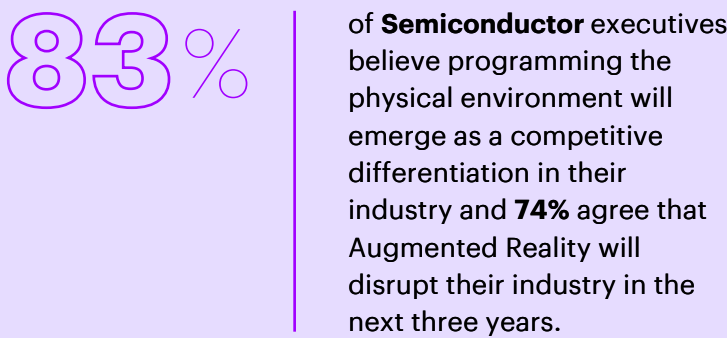 83%
of Semiconductor executives
believe programming the
physical environment will
emerge as a competitive
differentiation in their
industry and 74% agree that
Augmented Reality will
disrupt their industry in the
next three years.